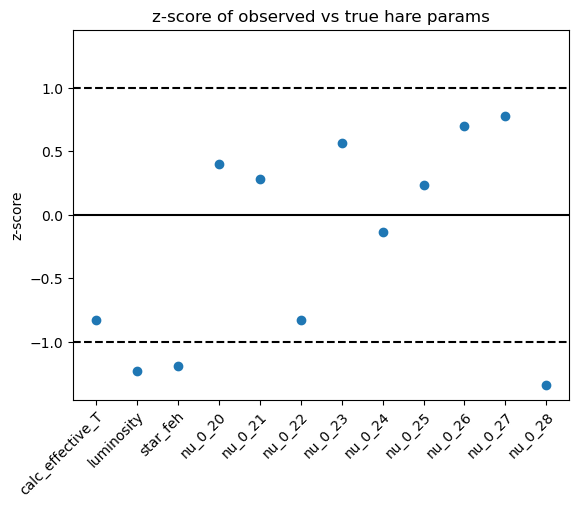 z-score of observed vs true hare params
1.0
0.5
0.0
−0.5
−1.0
z-score
calc_effective_T
luminosity
star_feh
nu_0_20
nu_0_21
nu_0_22
nu_0_23
nu_0_24
nu_0_25
nu_0_26
nu_0_27
nu_0_28